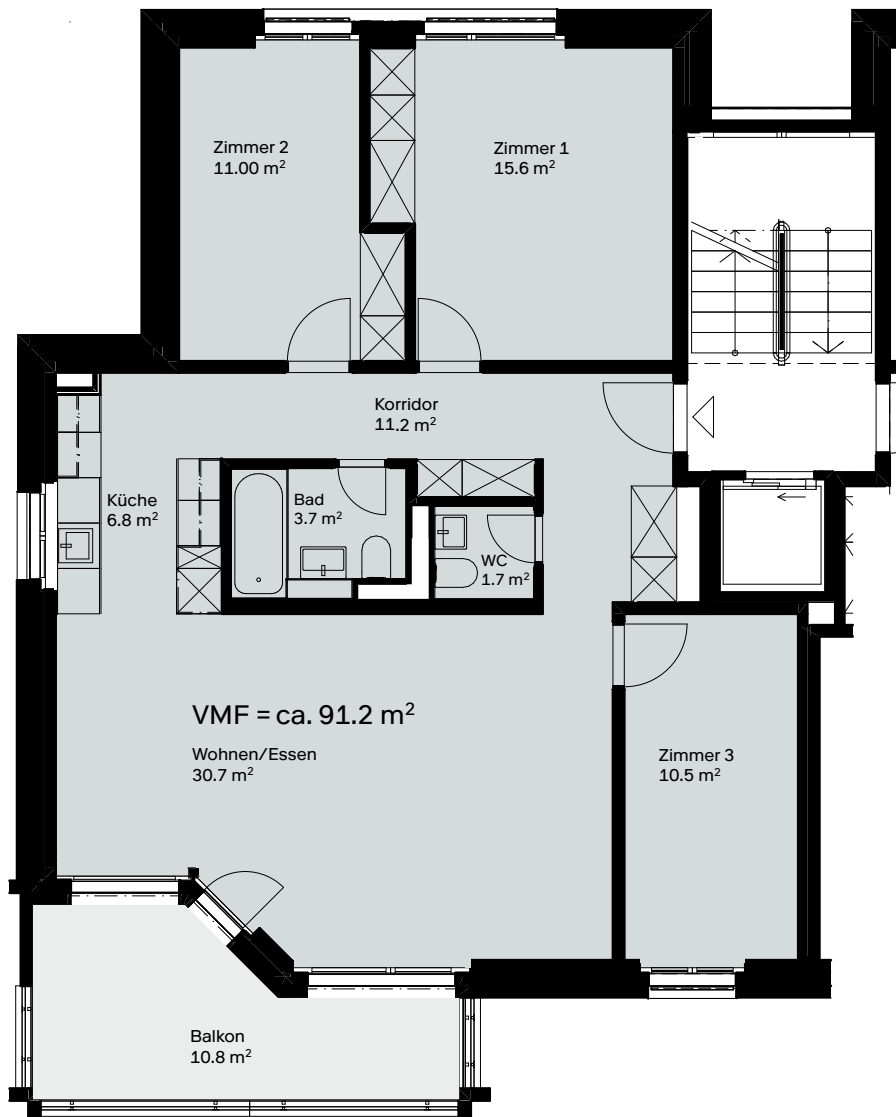 Zimmer 2
11.00 m²
Zimmer 1
15.6 m²
Korridor
11.2 m²
Küche
6.8 m²
Bad
3.7 m²
WC
1.7 m²
VMF = ca. 91.2 m²
Wohnen/Essen
30.7 m²
Zimmer 3
10.5 m²
Balkon
10.8 m²